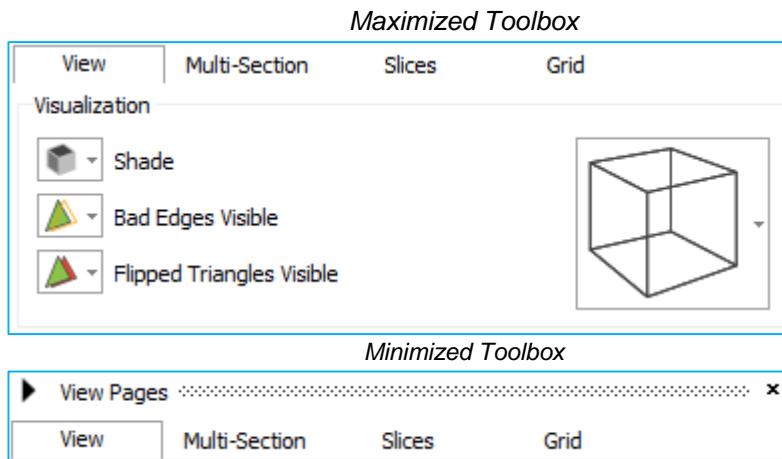 Maximized Toolbox
View Multi-Section Slices Grid
Visualization
Shade
Bad Edges Visible
Flipped Triangles Visible
Minimized Toolbox
View Pages
View Multi-Section Slices Grid